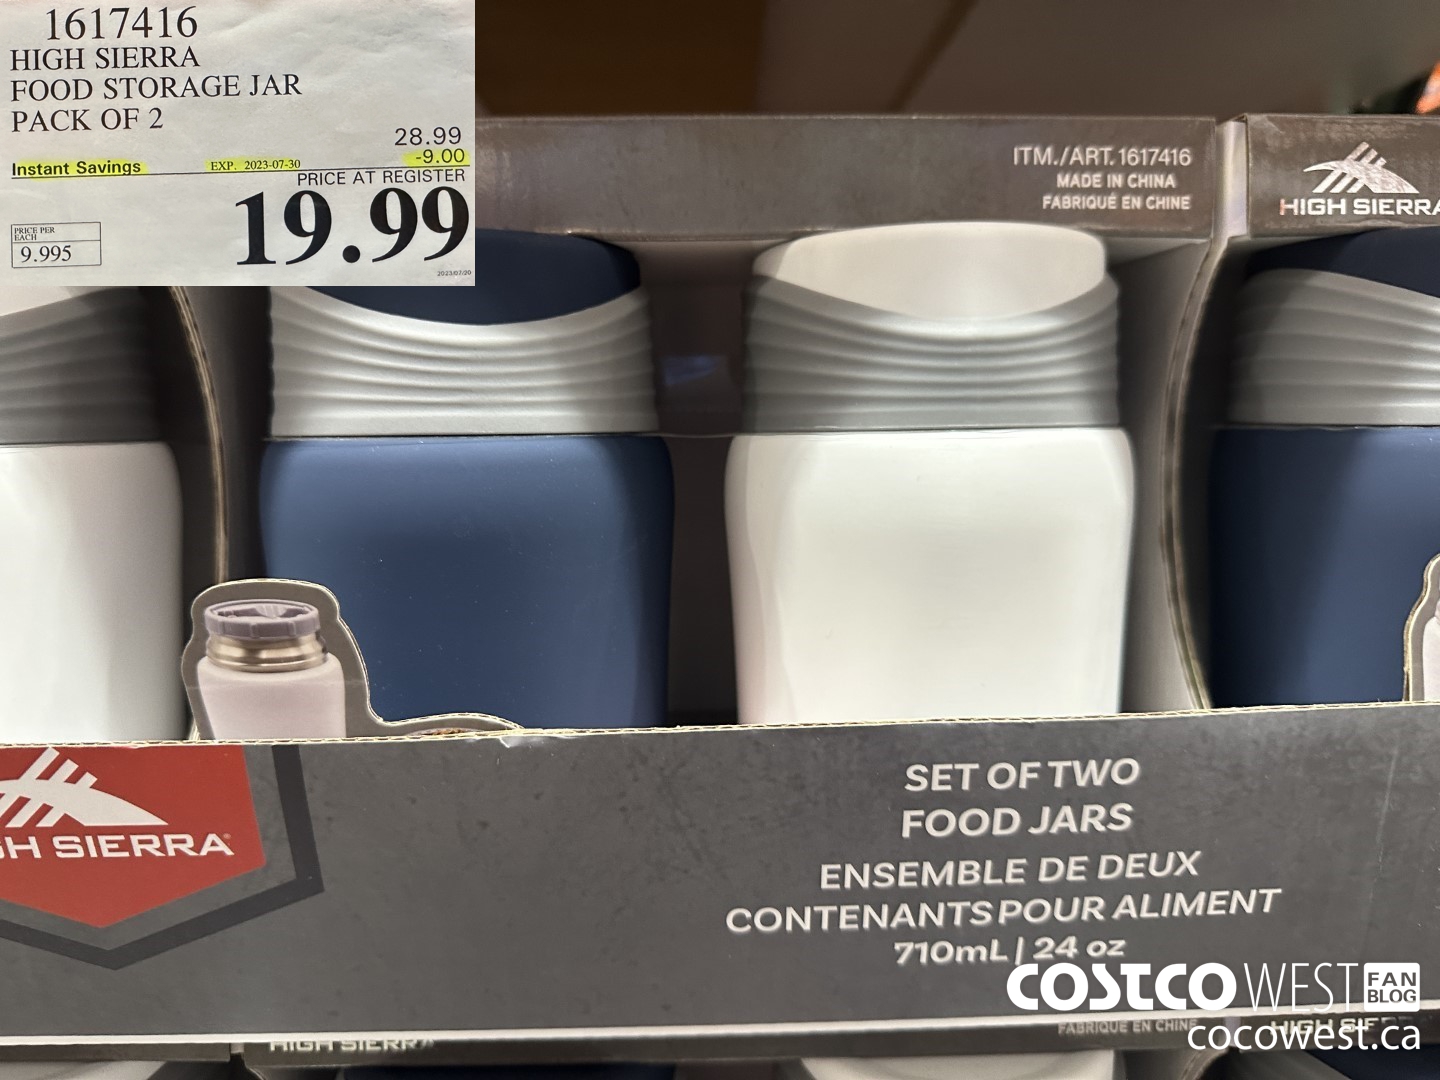 1617416
HIGH SIERRA
FOOD STORAGE JAR
PACK OF 2
28.99
Instant Savings EXP. 2023-07-30 -9.00
PRICE AT REGISTER
19.99
PRICE PER
EACH
9.995
2023/07/20
ITM./ART. 1617416
MADE IN CHINA
FABRIQUÉ EN CHINE
HIGH SIERRA
SIERRA
SET OF TWO
FOOD JARS
ENSEMBLE DE DEUX
CONTENANTS POUR ALIMENT
710mL | 24 oz
COSTCO WEST FAN BLOG
cocowest.ca
FABRIQUÉ EN CHINE
HIGH SIERRA